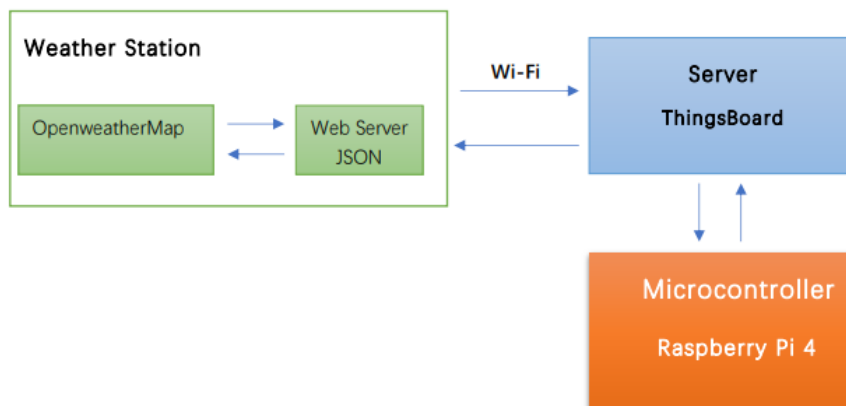 Weather Station
OpenweatherMap
Web Server
JSON
Wi-Fi
Server
ThingsBoard
Microcontroller
Raspberry Pi 4